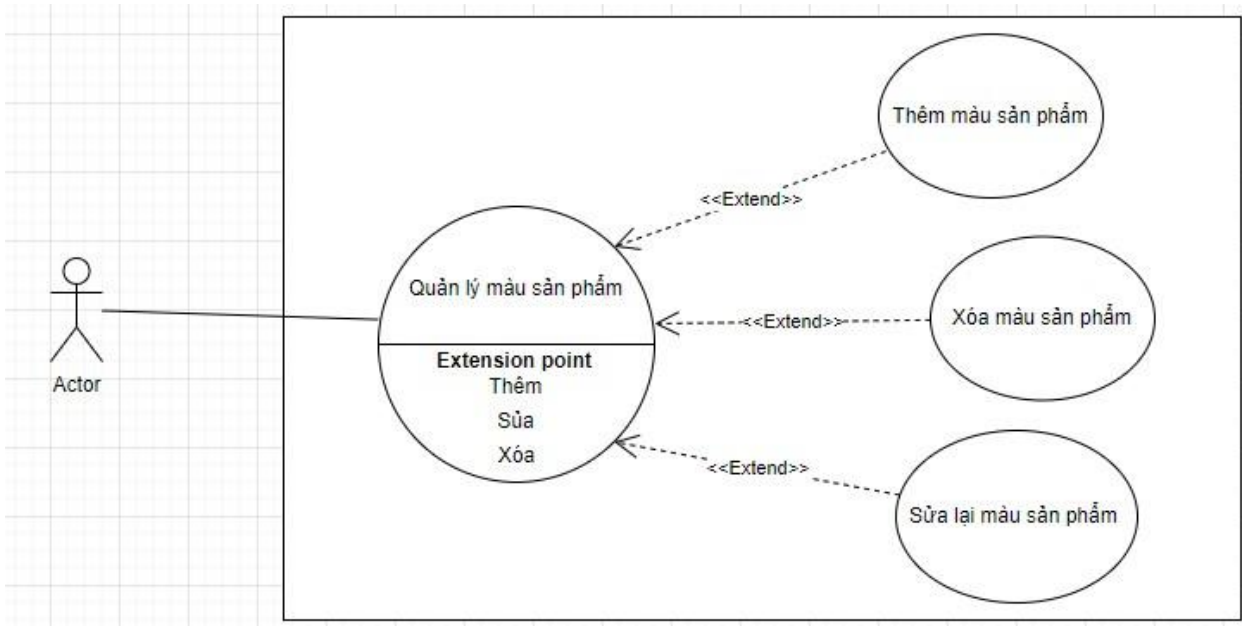 Thêm màu sản phẩm
<<Extend>>
Quản lý màu sản phẩm
Xóa màu sản phẩm
<<Extend>>
Extension point
Thêm
Sủa
Xóa
Actor
<<Extend>>
Sửa lại màu sản phẩm